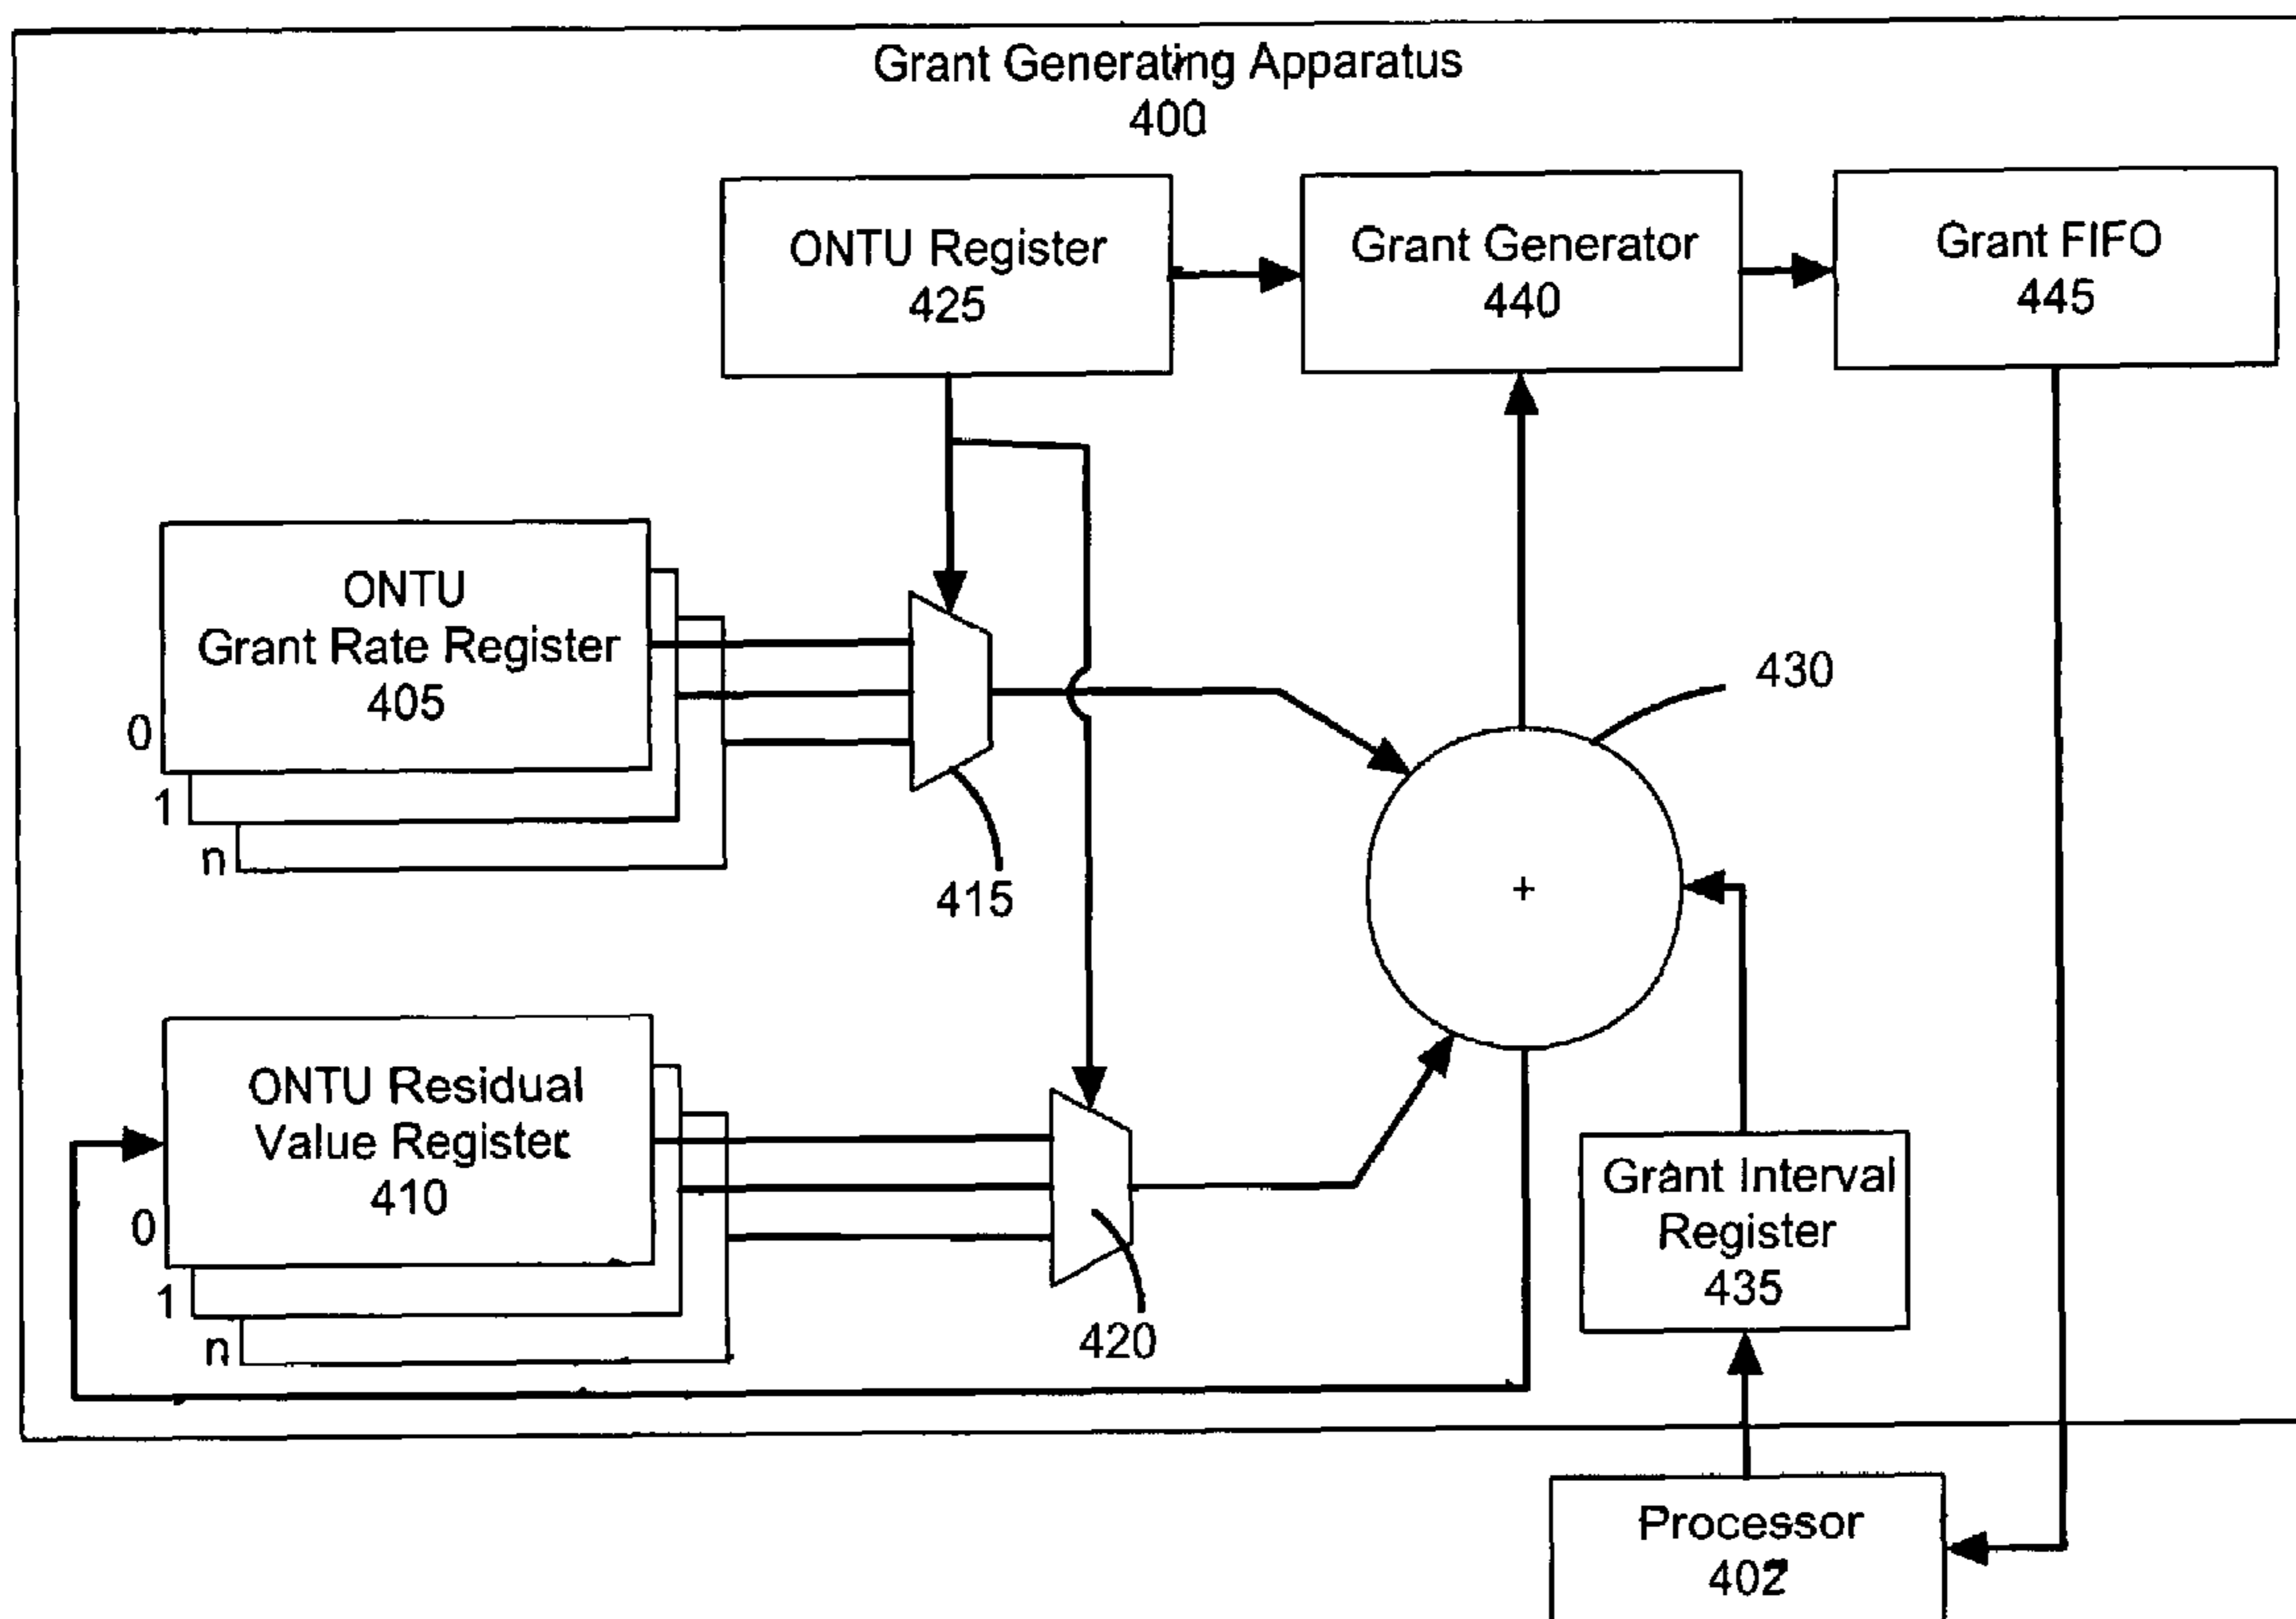 Grant Generating Apparatus
400
ONTU Register
425
Grant Generator
440
Grant FIFO
445
ONTU
Grant Rate Register
405
0
1
n
415
430
+
ONTU Residual
Value Register
410
0
1
n
420
Grant Interval
Register
435
Processor
402